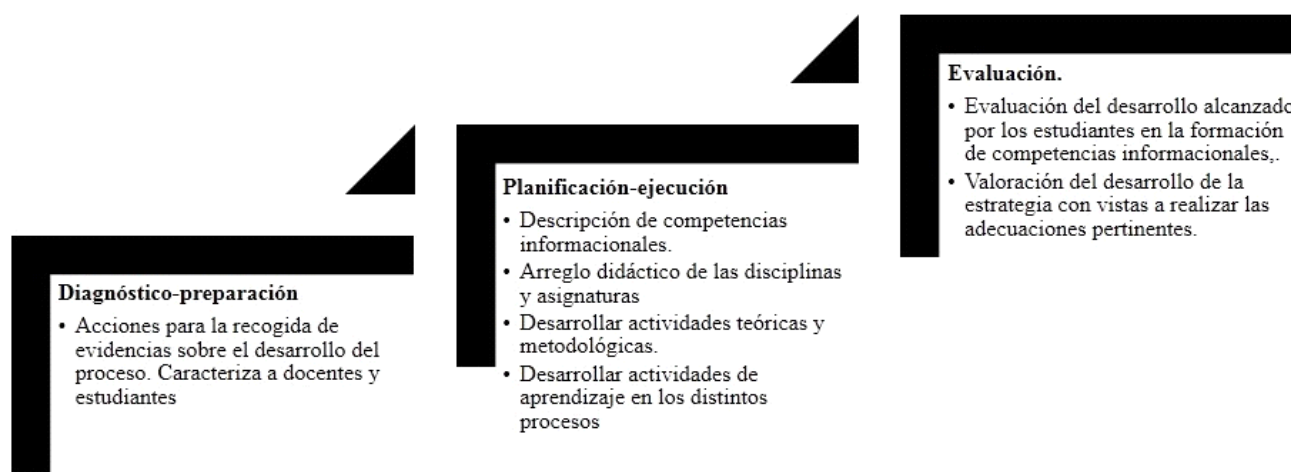 Diagnóstico-preparación
• Acciones para la recogida de
evidencias sobre el desarrollo del
proceso. Caracteriza a docentes y
estudiantes
Planificación-ejecución
• Descripción de competencias
informacionales.
• Arreglo didáctico de las disciplinas
y asignaturas
• Desarrollar actividades teóricas y
metodológicas.
• Desarrollar actividades de
aprendizaje en los distintos
procesos
Evaluación.
• Evaluación del desarrollo alcanzado
por los estudiantes en la formación
de competencias informacionales,.
• Valoración del desarrollo de la
estrategia con vistas a realizar las
adecuaciones pertinentes.